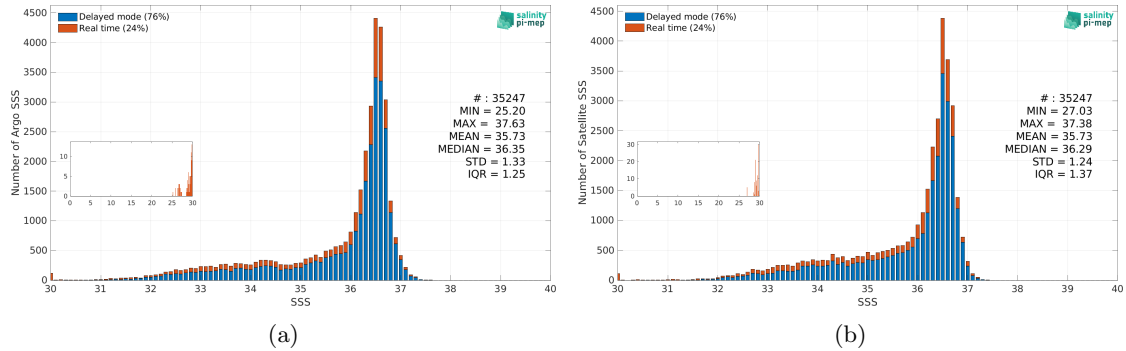 Delayed mode (76%)
Real time (24%)
salinity
pi-mep
4500
4000
3500
3000
2500
2000
1500
1000
500
0
Number of Argo SSS
# : 35247
MIN = 25.20
MAX = 37.63
MEAN = 35.73
MEDIAN = 36.35
STD = 1.33
IQR = 1.25
10
5
0
0 5 10 15 20 25 30
30 31 32 33 34 35 36 37 38 39 40
SSS
(a)
Delayed mode (76%)
Real time (24%)
salinity
pi-mep
4500
4000
3500
3000
2500
2000
1500
1000
500
0
Number of Satellite SSS
# : 35247
MIN = 27.03
MAX = 37.38
MEAN = 35.73
MEDIAN = 36.29
STD = 1.24
IQR = 1.37
30
20
10
0
0 5 10 15 20 25 30
30 31 32 33 34 35 36 37 38 39 40
SSS
(b)